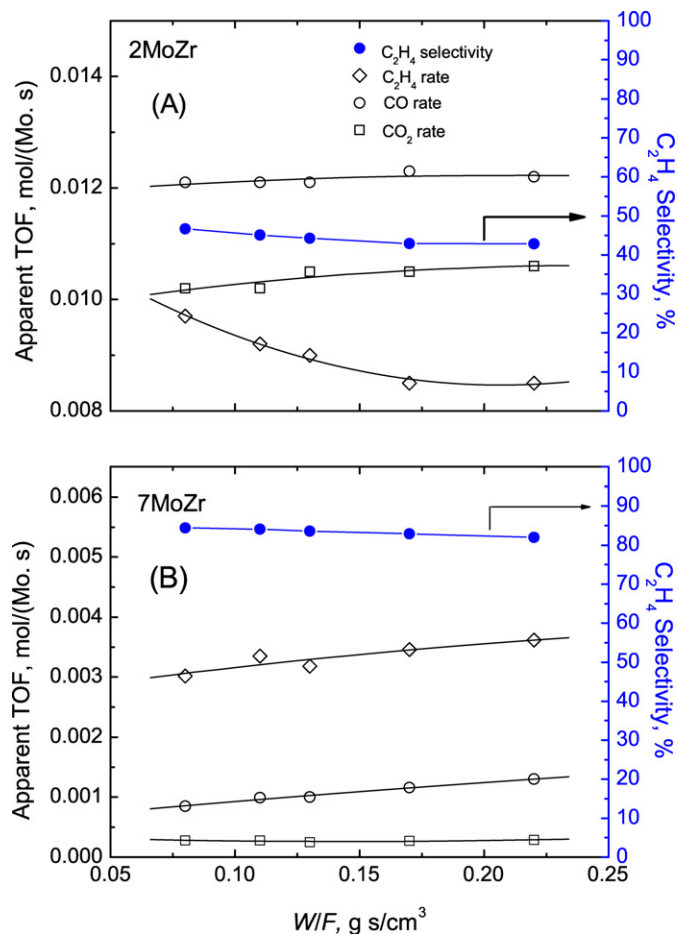 2MoZr
(A)
C₂H₄ selectivity
C₂H₄ rate
CO rate
CO₂ rate
Apparent TOF, mol/(Mo. s)
0.014
0.012
0.010
0.008
100
90
80
70
60
50
40
30
20
10
0
C₂H₄ Selectivity, %
7MoZr
(B)
Apparent TOF, mol/(Mo. s)
0.006
0.005
0.004
0.003
0.002
0.001
0.000
100
90
80
70
60
50
40
30
20
10
0
C₂H₄ Selectivity, %
0.05 0.10 0.15 0.20 0.25
W/F, g s/cm³